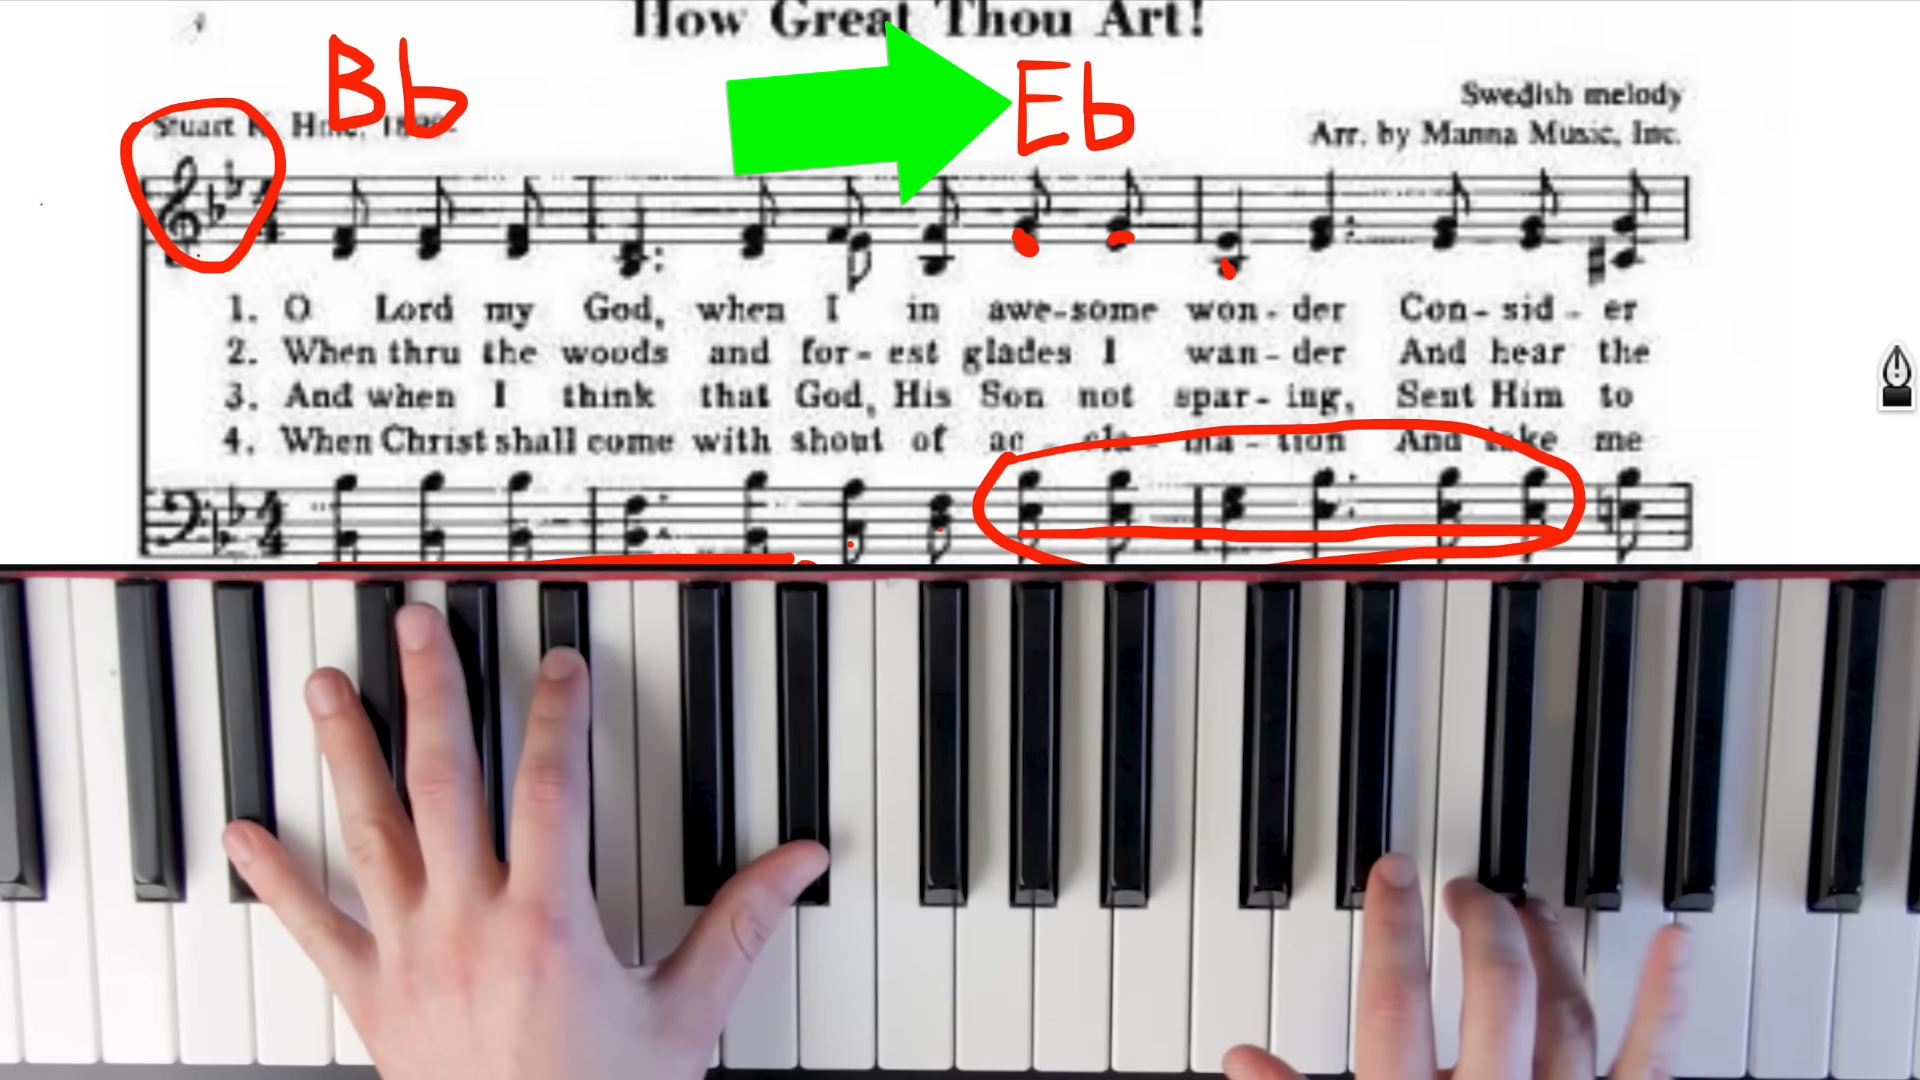 How Great Thou Art!
Bb
Eb
Swedish melody
Stuart K.
Arr. by Manna Music, Inc.
1. O Lord my God, when I in awe-some won-der Con-sid-er
2. When thru the woods and for-est glades I wan-der And hear the
3. And when I think that God, His Son not spar-ing, Sent Him to
4. When Christ shall come with shout of ac-cla-ma-tion And take me